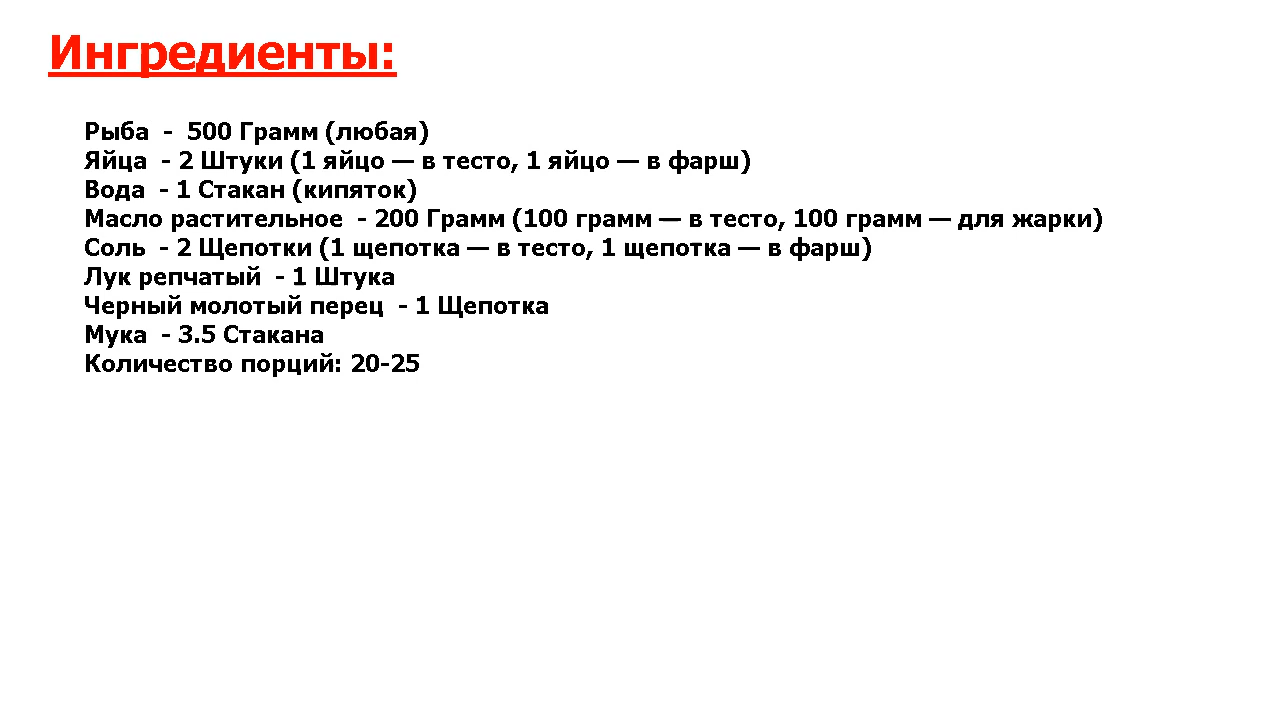 Ингредиенты:
Рыба  -  500 Грамм (любая)
Яйца  - 2 Штуки (1 яйцо — в тесто, 1 яйцо — в фарш)
Вода  - 1 Стакан (кипяток)
Масло растительное  - 200 Грамм (100 грамм — в тесто, 100 грамм — для жарки)
Соль  - 2 Щепотки (1 щепотка — в тесто, 1 щепотка — в фарш)
Лук репчатый  - 1 Штука
Черный молотый перец  - 1 Щепотка
Мука  - 3.5 Стакана
Количество порций: 20-25